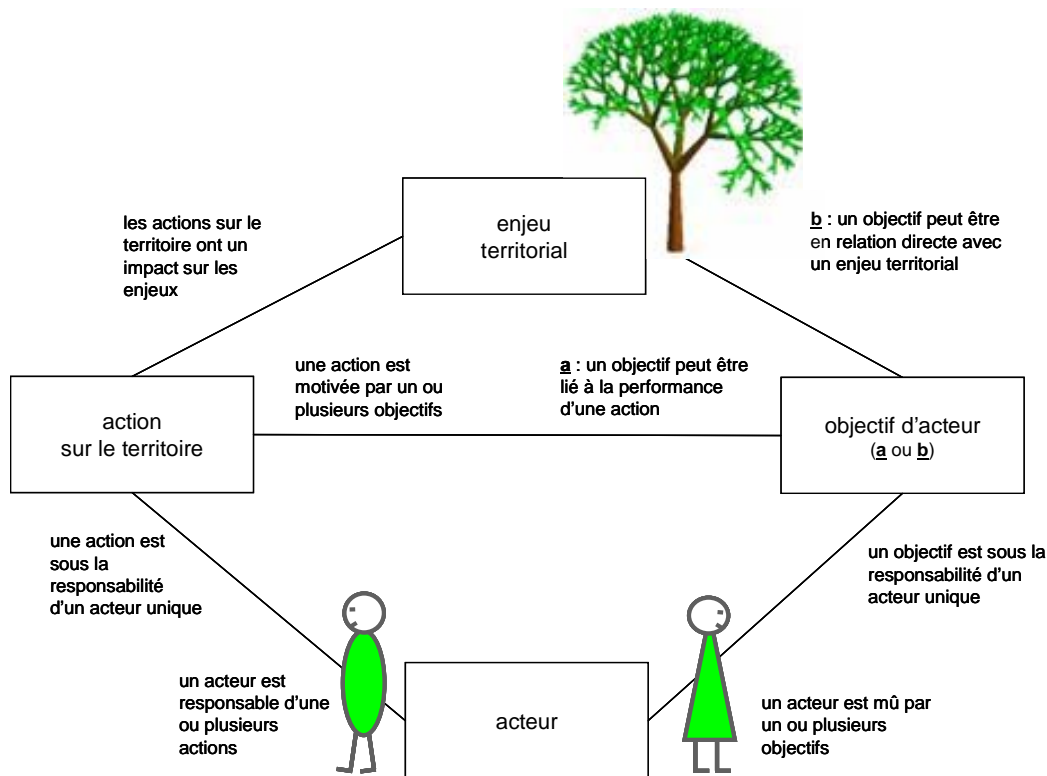 les actions sur le
territoire ont un
impact sur les
enjeux
enjeu
territorial
b : un objectif peut être
en relation directe avec
un enjeu territorial
une action est
motivée par un ou
plusieurs objectifs
a : un objectif peut être
lié à la performance
d’une action
action
sur le territoire
objectif d’acteur
(a ou b)
une action est
sous la
responsabilité
d’un acteur unique
un objectif est sous la
responsabilité d’un
acteur unique
un acteur est
responsable d’une
ou plusieurs
actions
acteur
un acteur est mû par
un ou plusieurs
objectifs